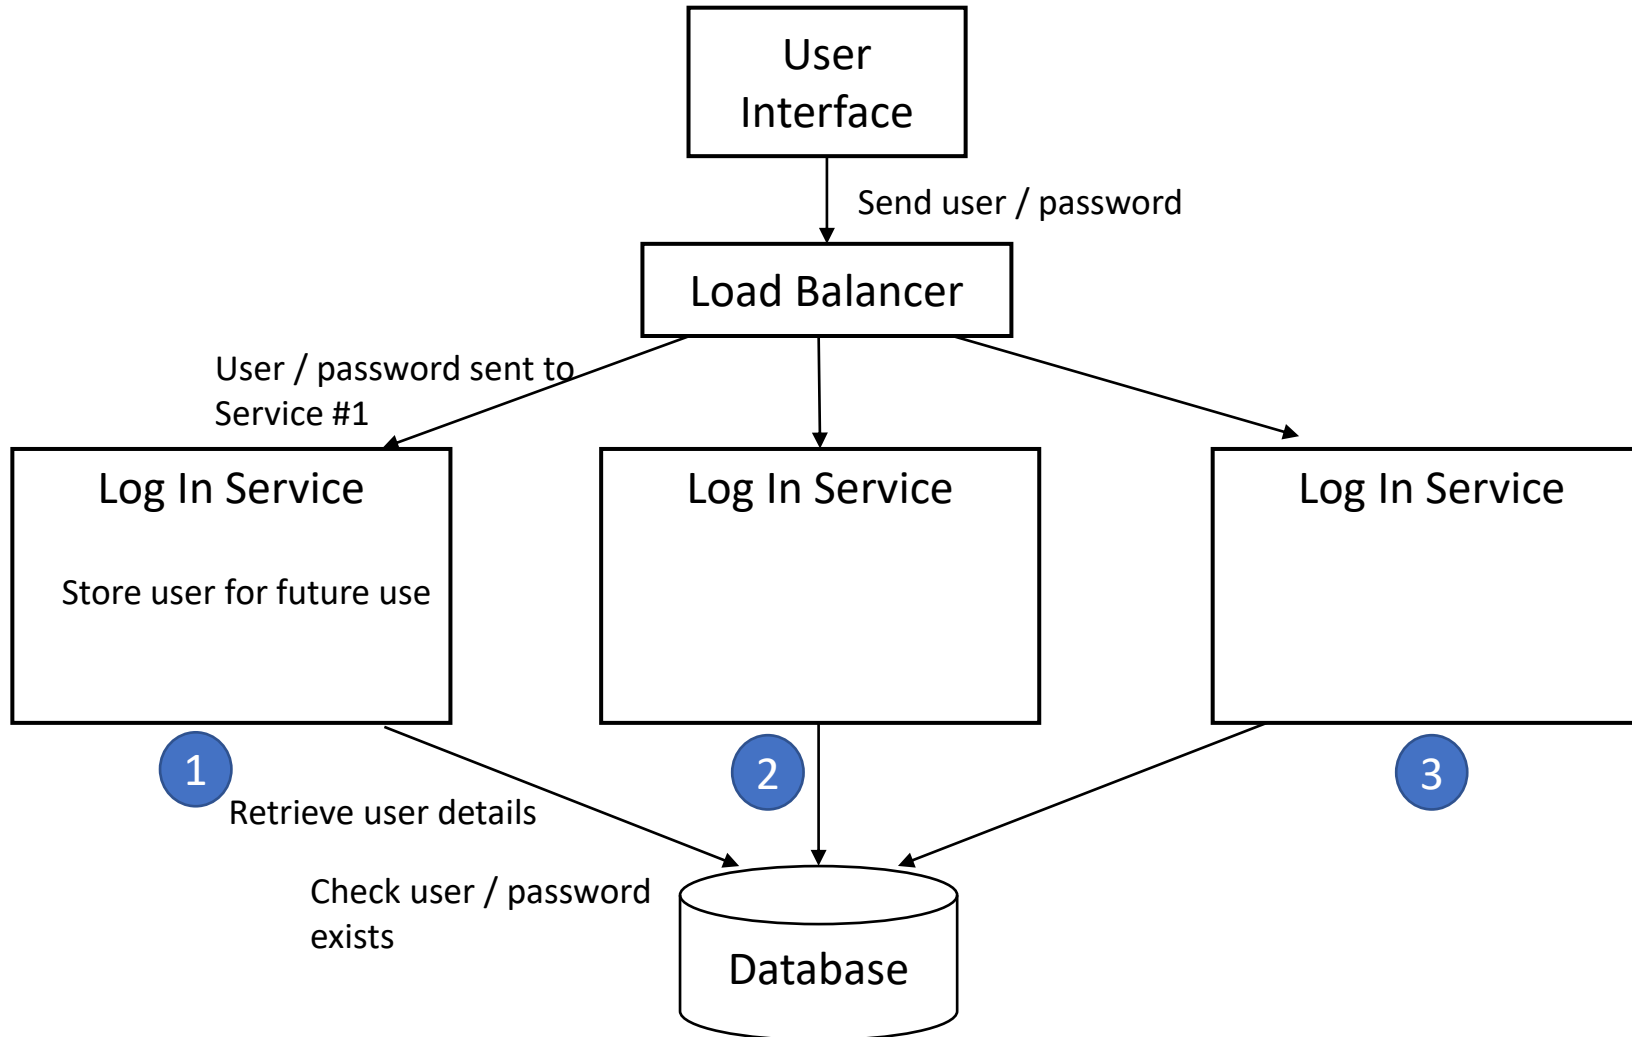 User
Interface
Send user / password
Load Balancer
User / password sent to
Service #1
Log In Service
Log In Service
Log In Service
Store user for future use
1
2
3
Retrieve user details
Check user / password
exists
Database